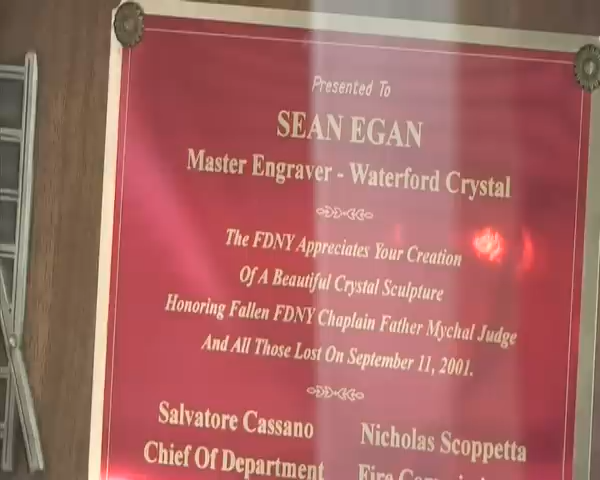 Presented To
SEAN EGAN
Master Engraver - Waterford Crystal
The FDNY Appreciates Your Creation
Of A Beautiful Crystal Sculpture
Honoring Fallen FDNY Chaplain Father Mychal Judge
And All Those Lost On September 11, 2001.
Salvatore Cassano Nicholas Scoppetta
Chief Of Department Fire